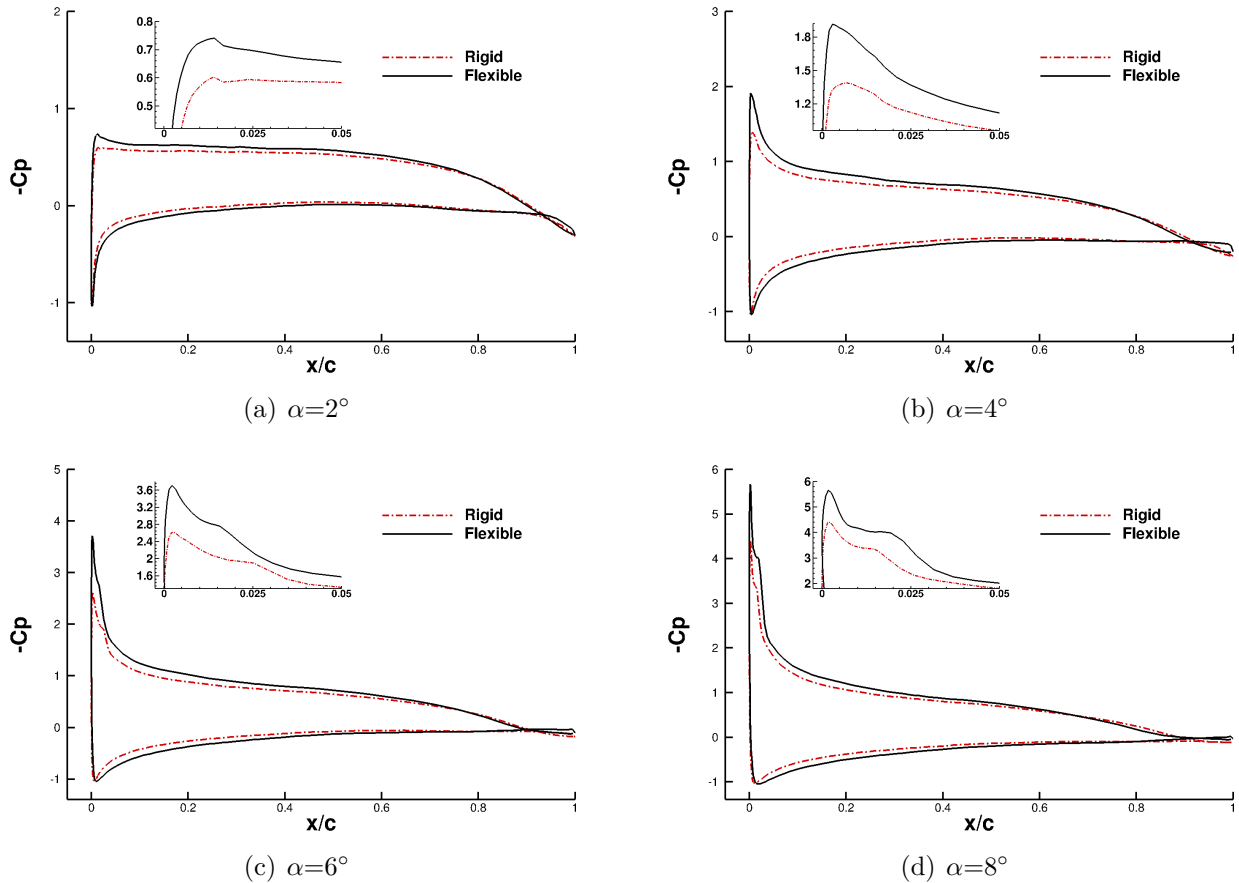 0.8
0.7
0.6
0.5
0 0.025 0.05
Rigid
Flexible
2
1
0
-1
-Cp
0 0.2 0.4 0.6 0.8 1
x/c
(a) α=2°
1.8
1.5
1.2
0 0.025 0.05
Rigid
Flexible
3
2
1
0
-1
-Cp
0 0.2 0.4 0.6 0.8 1
x/c
(b) α=4°
3.6
3.2
2.8
2.4
2
1.6
0 0.025 0.05
Rigid
Flexible
5
4
3
2
1
0
-1
-Cp
0 0.2 0.4 0.6 0.8 1
x/c
(c) α=6°
6
5
4
3
2
0 0.025 0.05
Rigid
Flexible
6
5
4
3
2
1
0
-1
-Cp
0 0.2 0.4 0.6 0.8 1
x/c
(d) α=8°